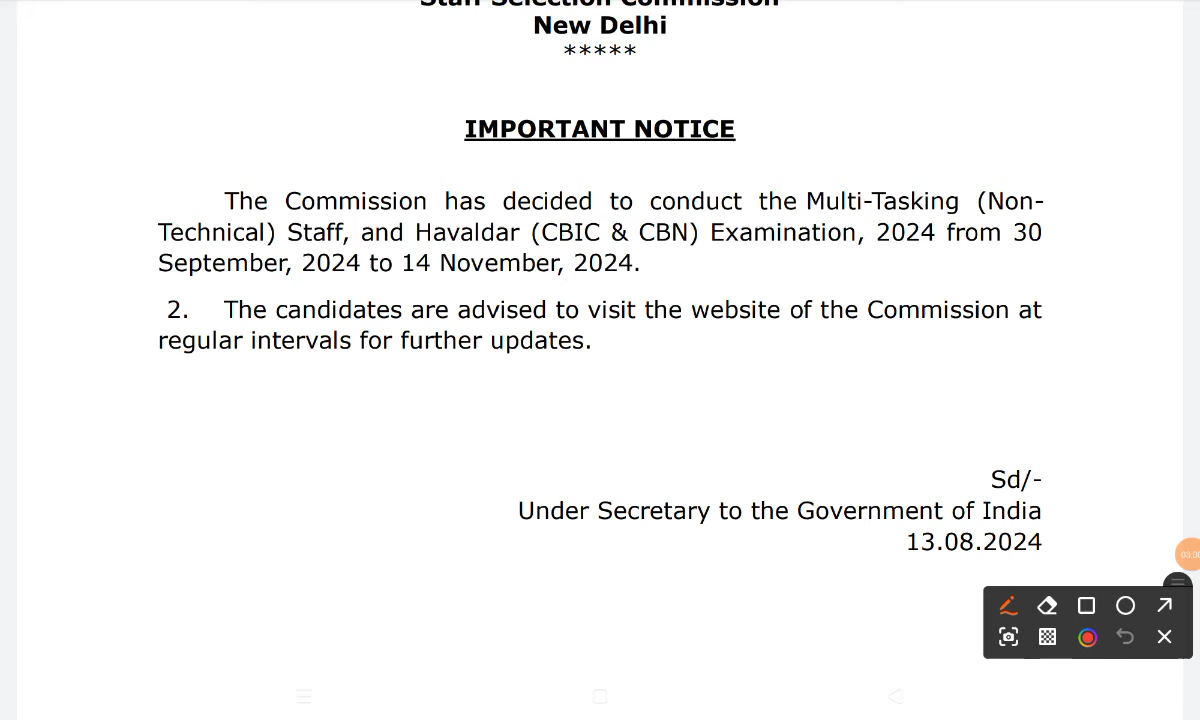 Staff Selection Commission
New Delhi
*****
IMPORTANT NOTICE
The Commission has decided to conduct the Multi-Tasking (Non-
Technical) Staff, and Havaldar (CBIC & CBN) Examination, 2024 from 30
September, 2024 to 14 November, 2024.
2. The candidates are advised to visit the website of the Commission at
regular intervals for further updates.
Sd/-
Under Secretary to the Government of India
13.08.2024